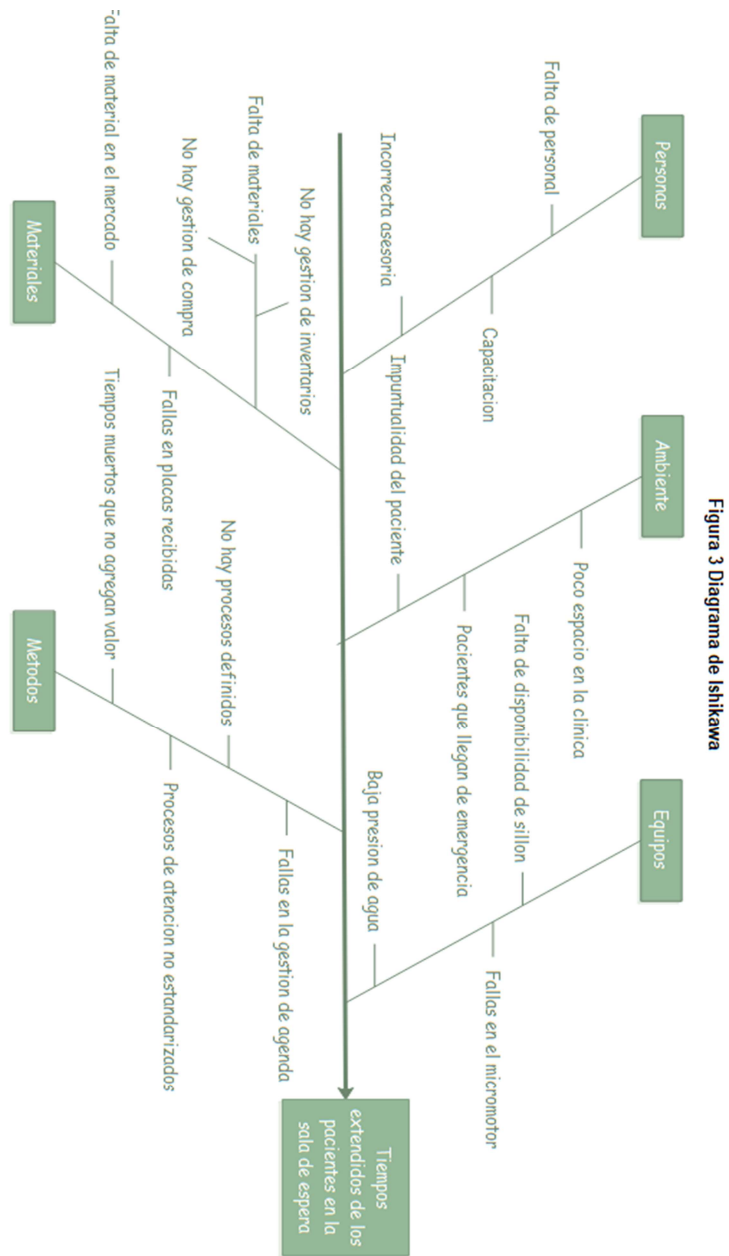 Figura 3 Diagrama de Ishikawa
Personas
Ambiente
Equipos
Falta de personal
Capacitacion
Incorrecta asesoria
Poco espacio en la clinica
Pacientes que llegan de emergencia
Impuntualidad del paciente
Falta de disponibilidad de sillon
Fallas en el micromotor
Baja presion de agua
Tiempos
extendidos de los
pacientes en la
sala de espera
No hay gestion de inventarios
Falta de materiales
No hay gestion de compra
Fallas en placas recibidas
Falta de material en el mercado
Fallas en la gestion de agenda
No hay procesos definidos
Procesos de atencion no estandarizados
Tiempos muertos que no agregan valor
Materiales
Metodos